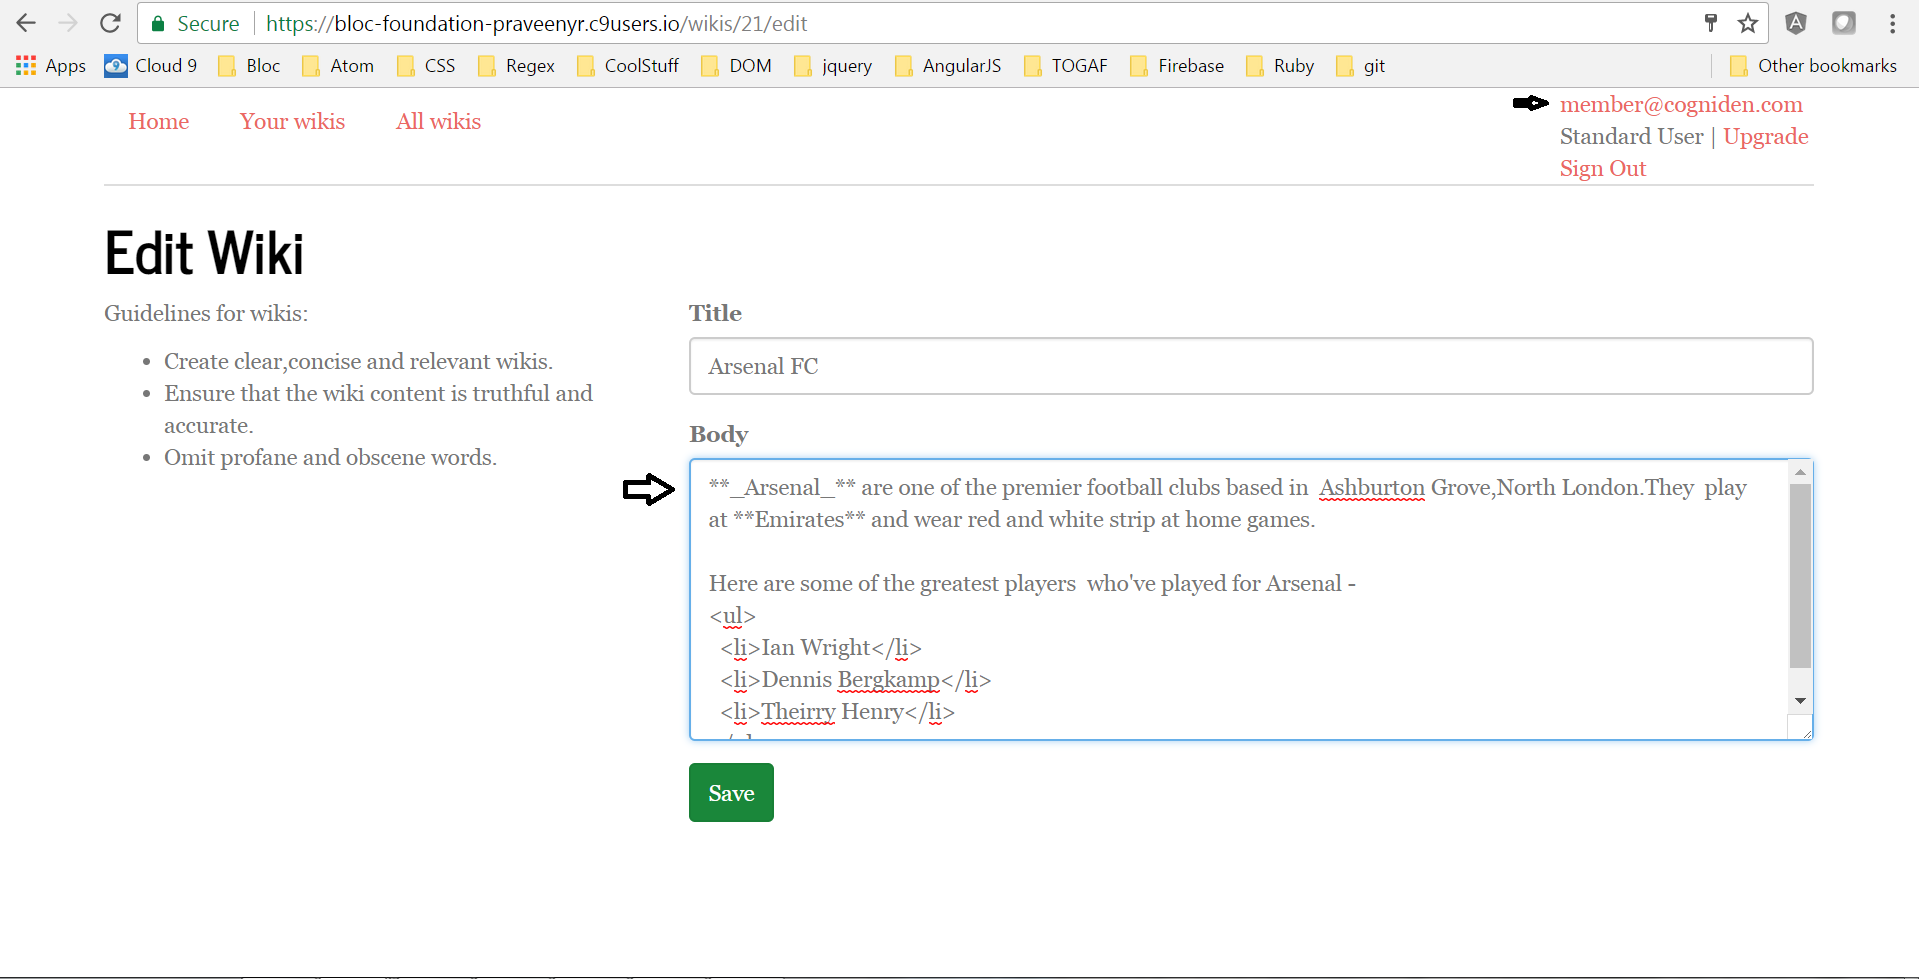 Secure https://bloc-foundation-praveenyr.c9users.io/wikis/21/edit
Apps Cloud 9 Bloc Atom CSS Regex CoolStuff DOM jquery AngularJS TOGAF Firebase Ruby git Other bookmarks
Home Your wikis All wikis
member@cogniden.com
Standard User | Upgrade
Sign Out
Edit Wiki
Guidelines for wikis:
• Create clear,concise and relevant wikis.
• Ensure that the wiki content is truthful and
accurate.
• Omit profane and obscene words.
Title
Arsenal FC
Body
**_Arsenal_** are one of the premier football clubs based in  Ashburton Grove,North London.They  play
at **Emirates** and wear red and white strip at home games.
Here are some of the greatest players  who've played for Arsenal -
<ul>
<li>Ian Wright</li>
<li>Dennis Bergkamp</li>
<li>Theirry Henry</li>
Save